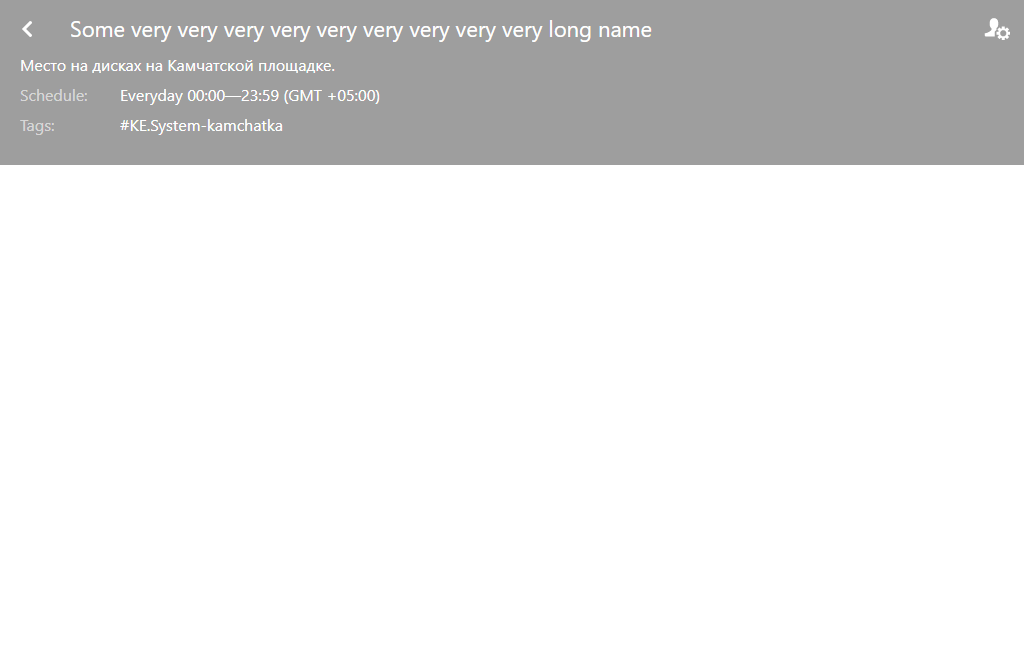 Some very very very very very very very very very very long name
Место на дисках на Камчатской площадке.
Schedule: Everyday 00:00—23:59 (GMT +05:00)
Tags: #KE.System-kamchatka